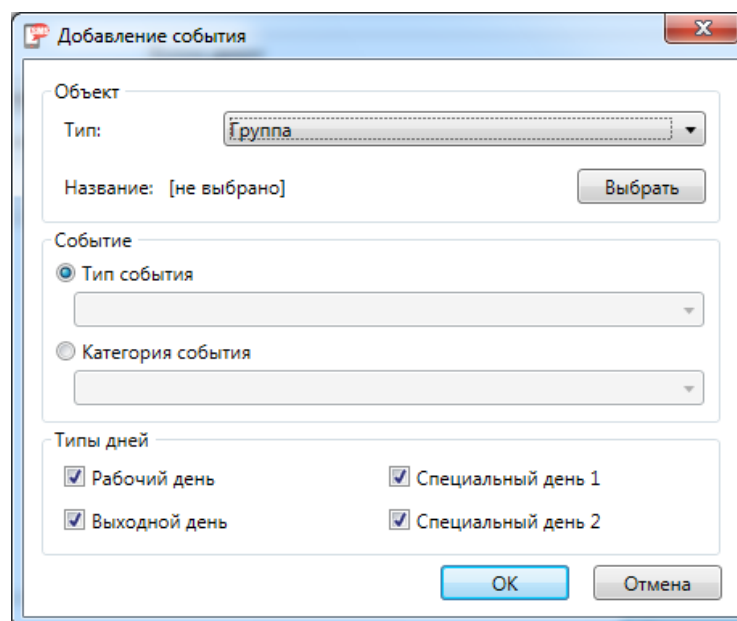 Добавление события
Объект
Тип: Группа
Название: [не выбрано] Выбрать
Событие
Тип события
Категория события
Типы дней
Рабочий день Специальный день 1
Выходной день Специальный день 2
OK Отмена